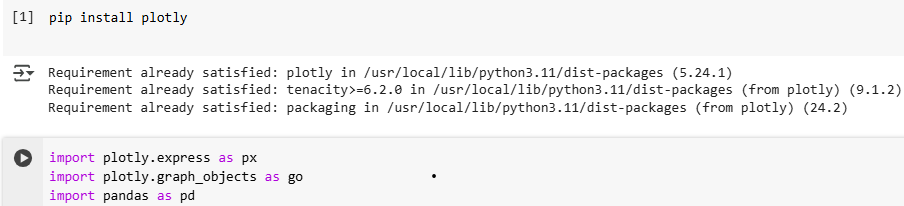 [1] pip install plotly
Requirement already satisfied: plotly in /usr/local/lib/python3.11/dist-packages (5.24.1)
Requirement already satisfied: tenacity>=6.2.0 in /usr/local/lib/python3.11/dist-packages (from plotly) (9.1.2)
Requirement already satisfied: packaging in /usr/local/lib/python3.11/dist-packages (from plotly) (24.2)
import plotly.express as px
import plotly.graph_objects as go
import pandas as pd